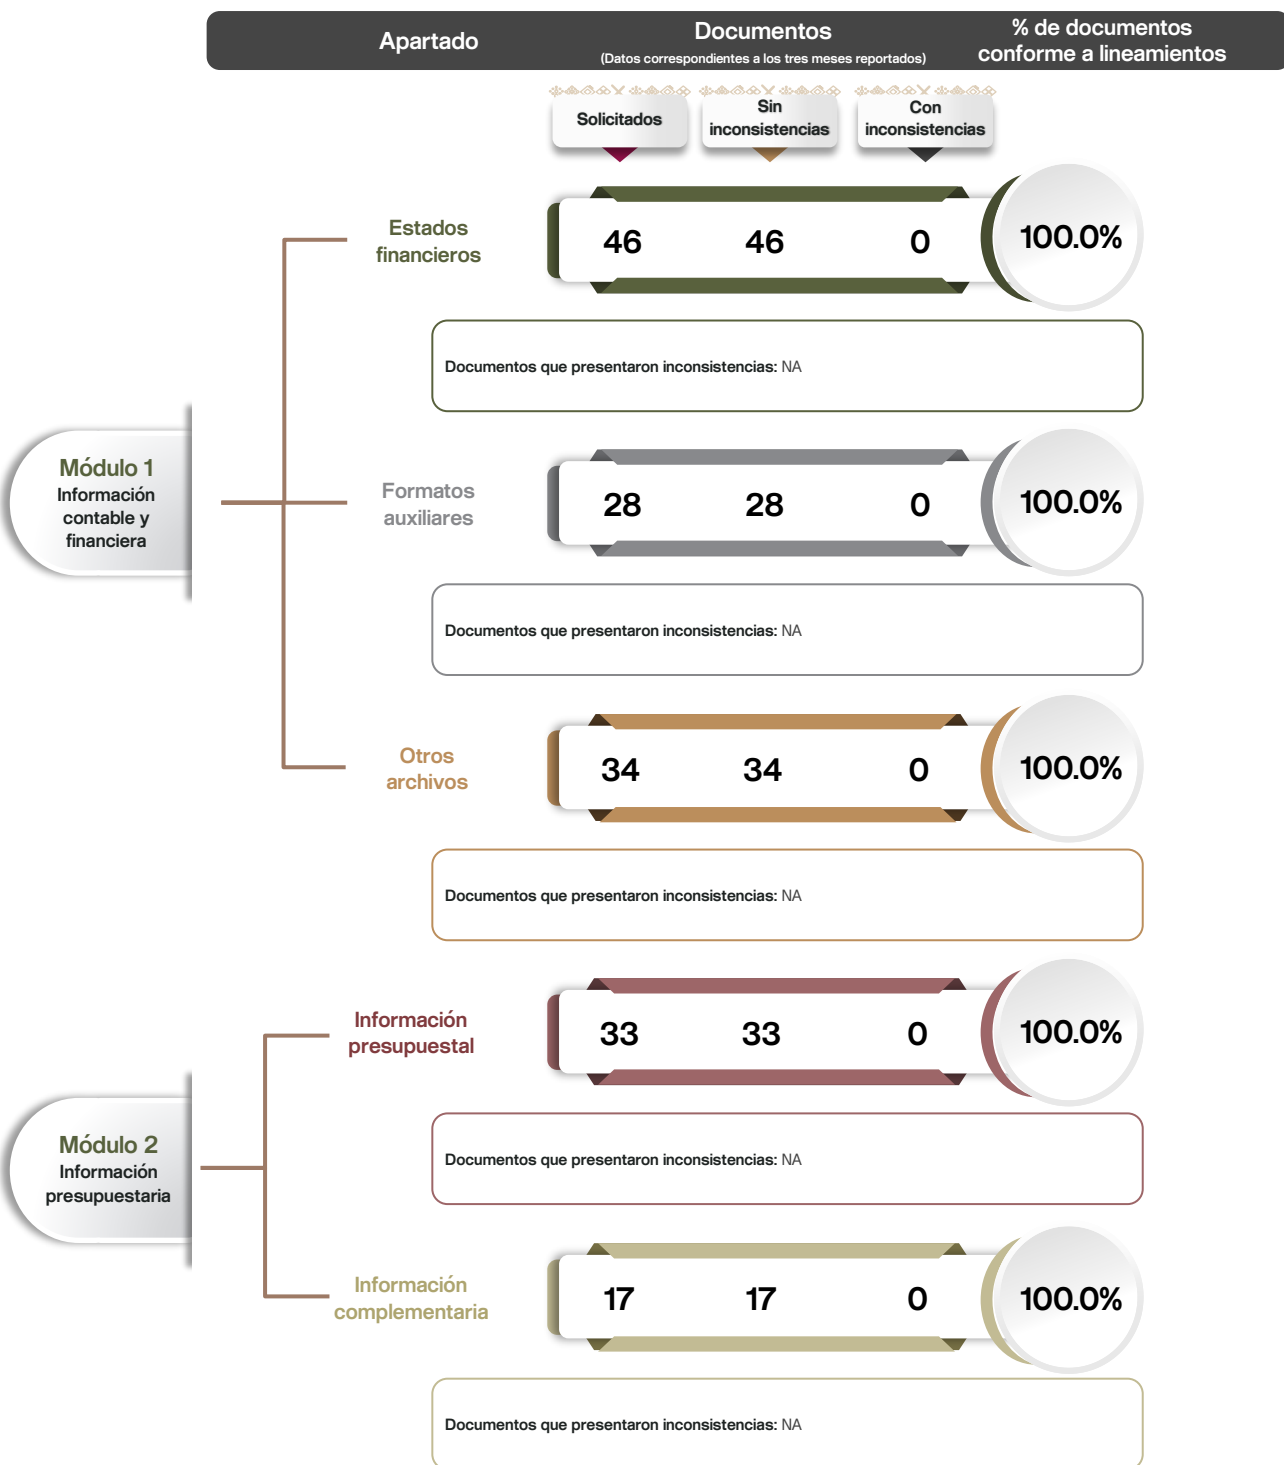 Apartado
Documentos
(Datos correspondientes a los tres meses reportados)
% de documentos
conforme a lineamientos
Solicitados
Sin
inconsistencias
Con
inconsistencias
Módulo 1
Información
contable y
financiera
Estados
financieros
46 46 0 100.0%
Documentos que presentaron inconsistencias: NA
Formatos
auxiliares
28 28 0 100.0%
Documentos que presentaron inconsistencias: NA
Otros
archivos
34 34 0 100.0%
Documentos que presentaron inconsistencias: NA
Módulo 2
Información
presupuestaria
Información
presupuestal
33 33 0 100.0%
Documentos que presentaron inconsistencias: NA
Información
complementaria
17 17 0 100.0%
Documentos que presentaron inconsistencias: NA